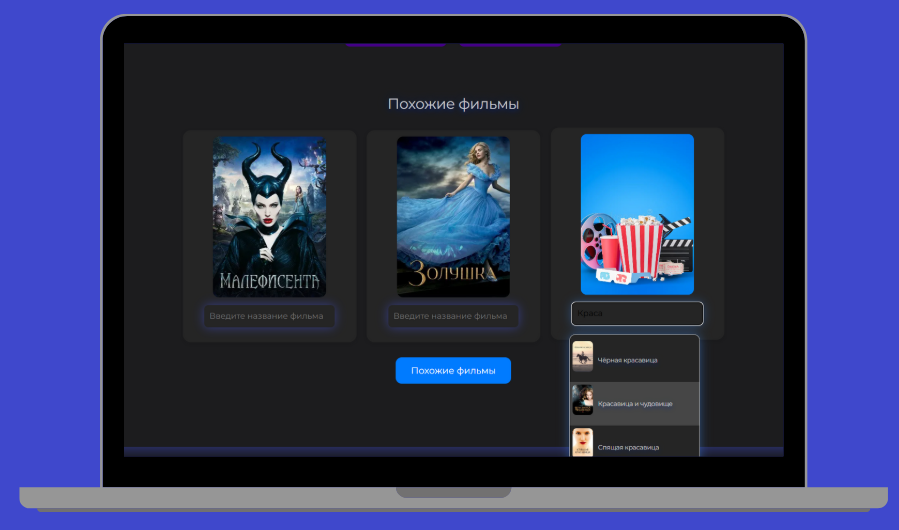 Похожие фильмы
МАЛЕФИСЕНТА
ЗОЛУШКА
Введите название фильма
Введите название фильма
Краса
Чёрная красавица
Красавица и чудовище
Спящая красавица
Похожие фильмы